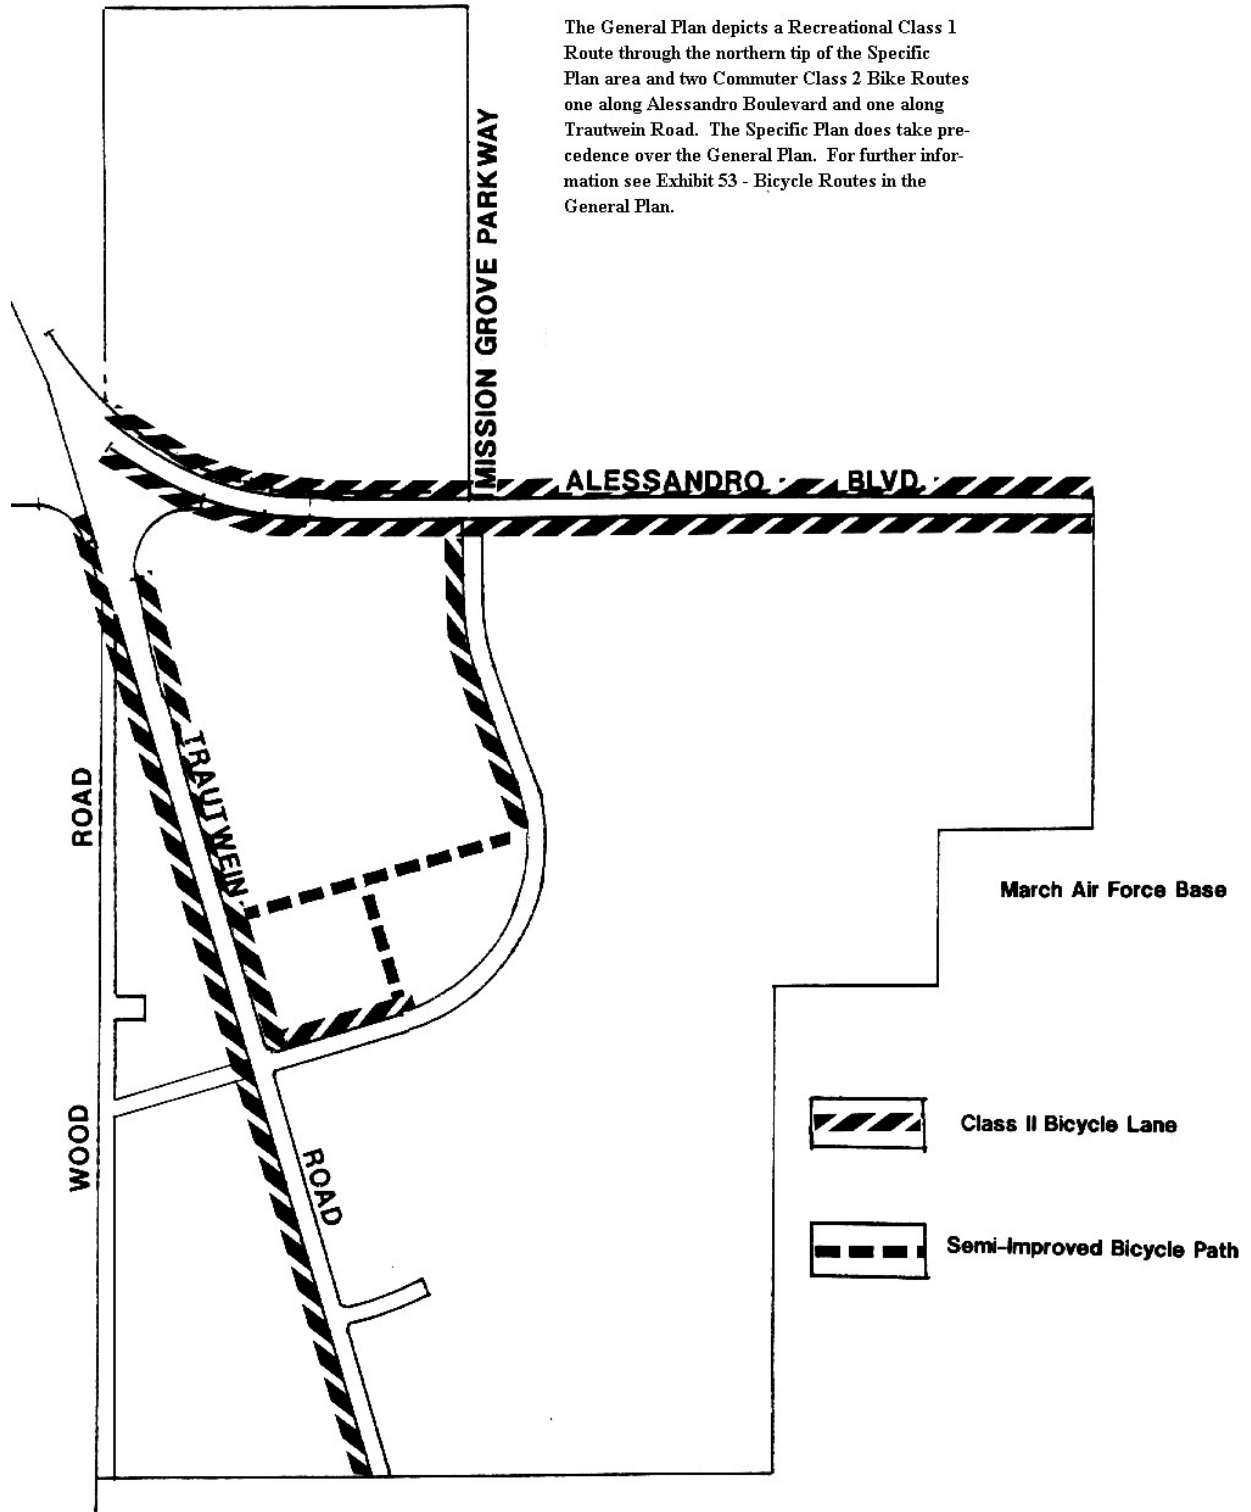 The General Plan depicts a Recreational Class 1
Route through the northern tip of the Specific
Plan area and two Commuter Class 2 Bike Routes
one along Alessandro Boulevard and one along
Trautwein Road. The Specific Plan does take pre-
cedence over the General Plan. For further infor-
mation see Exhibit 53 - Bicycle Routes in the
General Plan.
MISSION GROVE PARKWAY
ALESSANDRO BLVD.
TRAUTWEIN
ROAD
WOOD
ROAD
March Air Force Base
Class II Bicycle Lane
Semi-Improved Bicycle Path